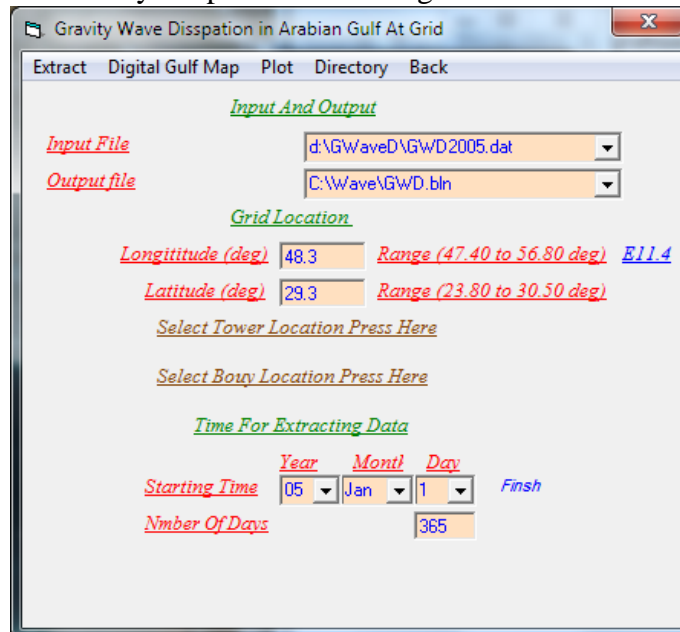 Gravity Wave Disspation in Arabian Gulf At Grid
Extract Digital Gulf Map Plot Directory Back
Input And Output
Input File d:\GWaveD\GWD2005.dat
Output file C:\Wave\GWD.bln
Grid Location
Longititude (deg) 48.3 Range (47.40 to 56.80 deg) E11.4
Latitude (deg) 29.3 Range (23.80 to 30.50 deg)
Select Tower Location Press Here
Select Bouy Location Press Here
Time For Extracting Data
Year Month Day
Starting Time 05 Jan 1 Finsh
Nmber Of Days 365